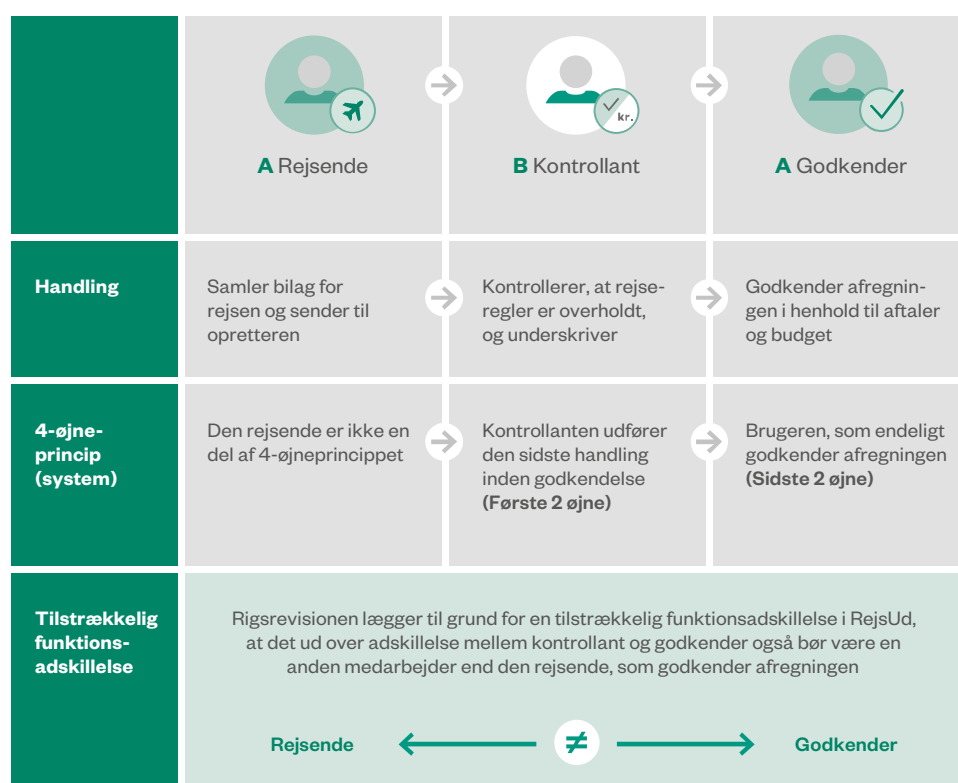 kr.
A Rejsende
B Kontrollant
A Godkender
Handling
Samler bilag for
rejsen og sender til
opretteren
Kontrollerer, at rejse-
regler er overholdt,
og underskriver
Godkender afregnin-
gen i henhold til aftaler
og budget
4-øjne-
princip
(system)
Den rejsende er ikke en
del af 4-øjneprincippet
Kontrollanten udfører
den sidste handling
inden godkendelse
(Første 2 øjne)
Brugeren, som endeligt
godkender afregningen
(Sidste 2 øjne)
Tilstrækkelig
funktions-
adskillelse
Rigsrevisionen lægger til grund for en tilstrækkelig funktionsadskillelse i RejsUd,
at det ud over adskillelse mellem kontrollant og godkender også bør være en
anden medarbejder end den rejsende, som godkender afregningen
Rejsende ≠ Godkender